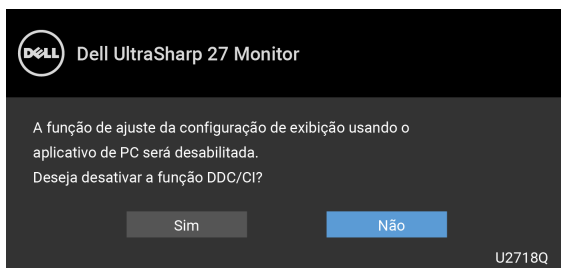 DELL
Dell UltraSharp 27 Monitor
A função de ajuste da configuração de exibição usando o
aplicativo de PC será desabilitada.
Deseja desativar a função DDC/CI?
Sim
Não
U2718Q